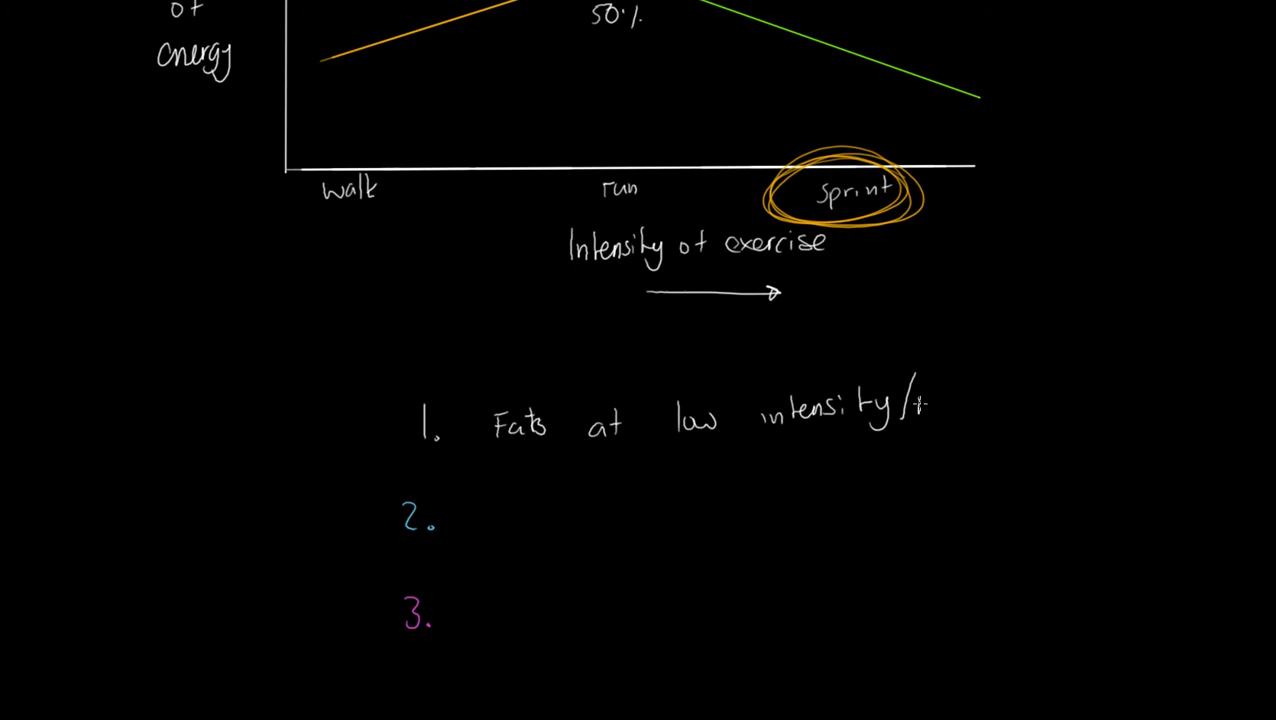 of
50%
energy
walk run sprint
Intensity of exercise
1. Fats at low intensity/
2.
3.